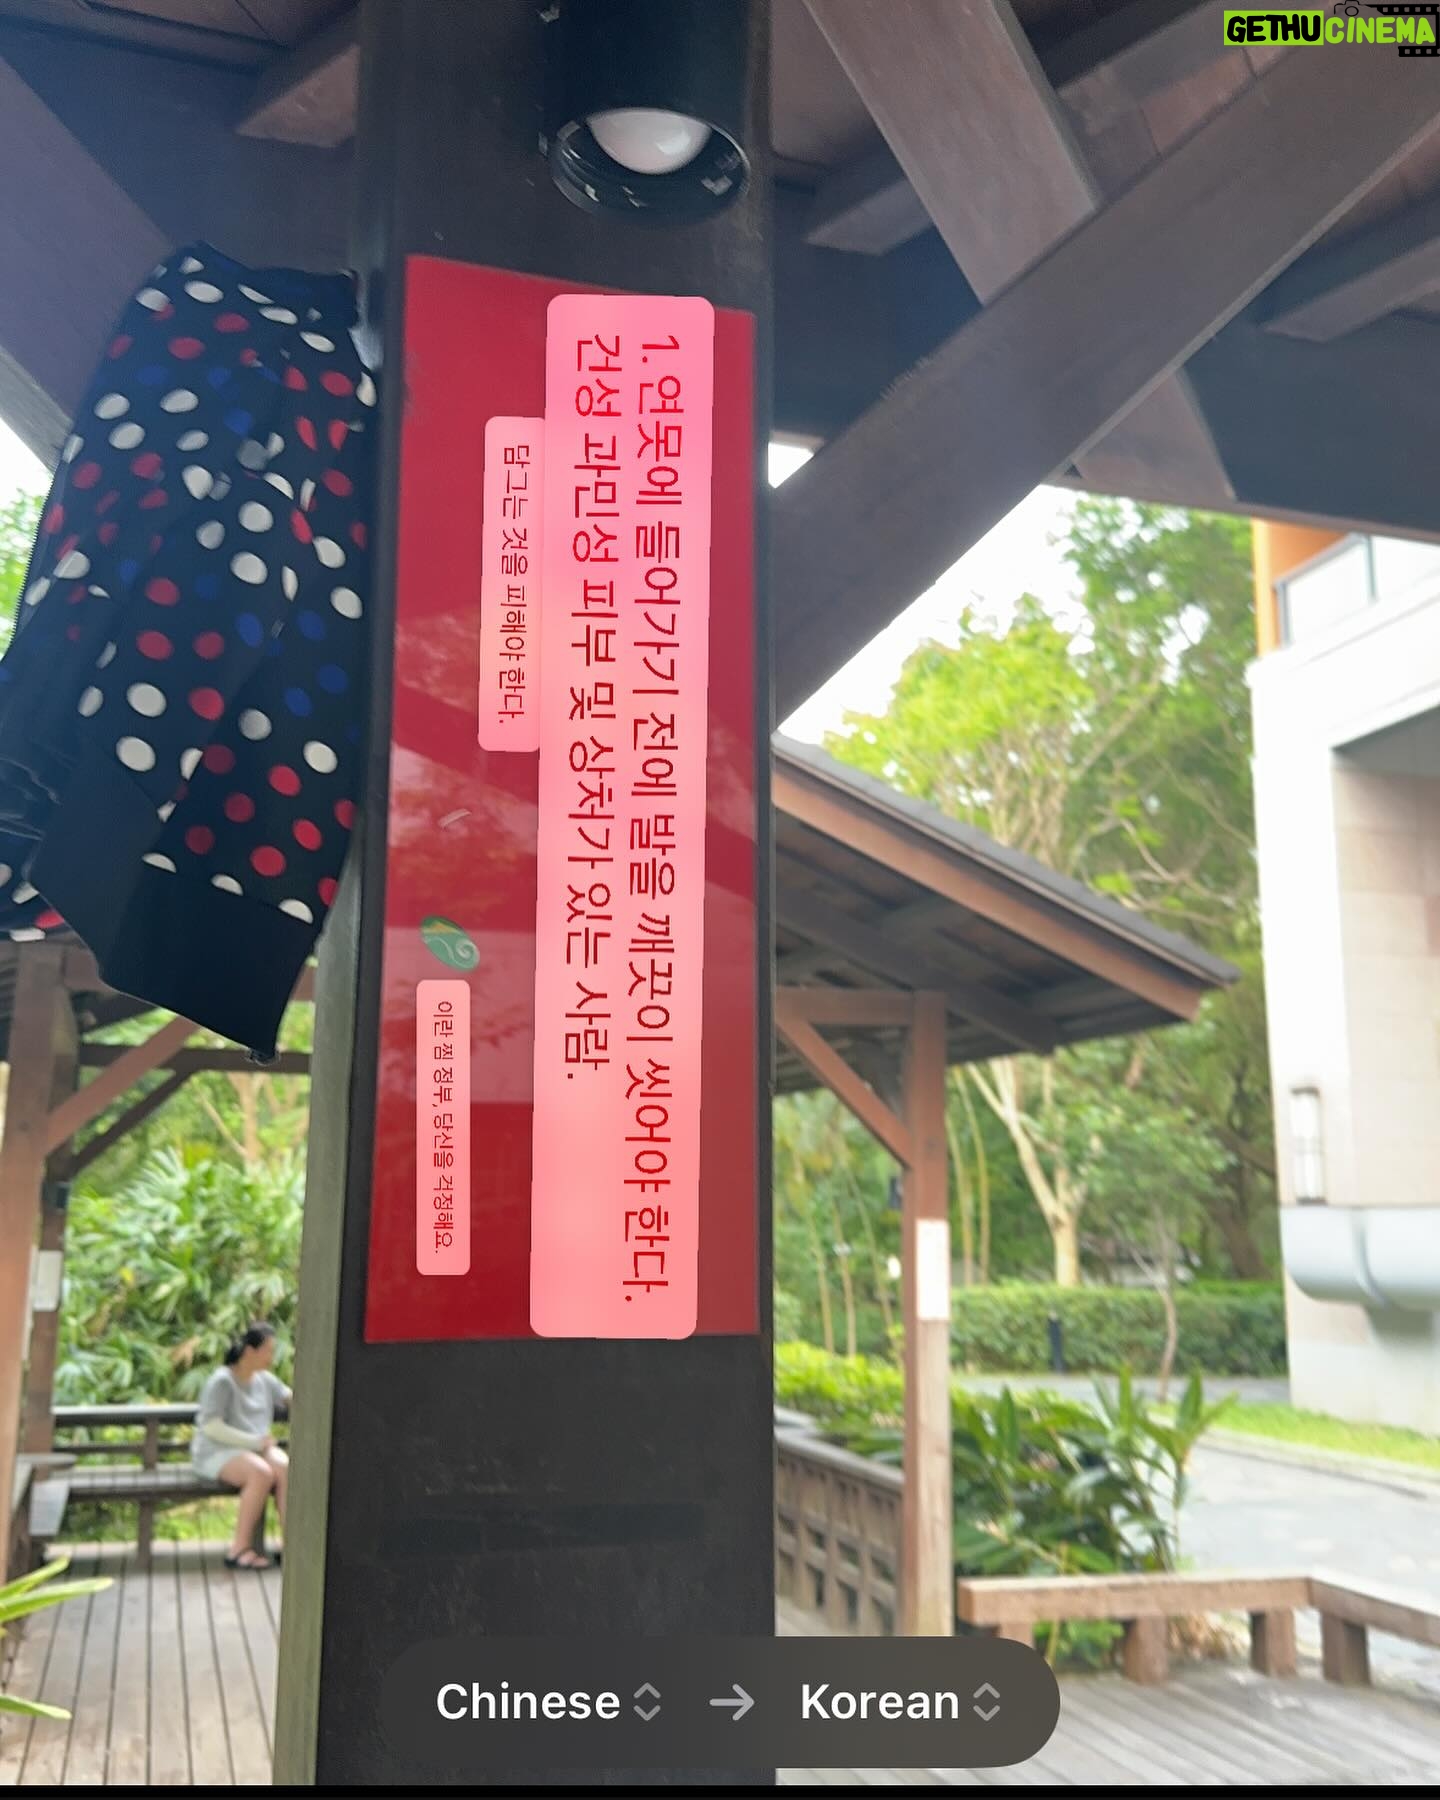 GETHUCINEMA
1. 연못에 들어가기 전에 발을 깨끗이 씻어야 한다.
건성 과민성 피부 및 상처가 있는 사람.
담그는 것을 피해야 한다.
이란 찜 정부, 당신을 걱정해요.
Chinese → Korean